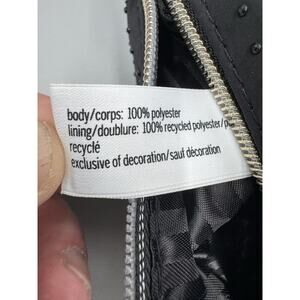 body/corps: 100% polyester
lining/doublure: 100% recycled polyester/p
recyclé
exclusive of decoration/sauf décoration